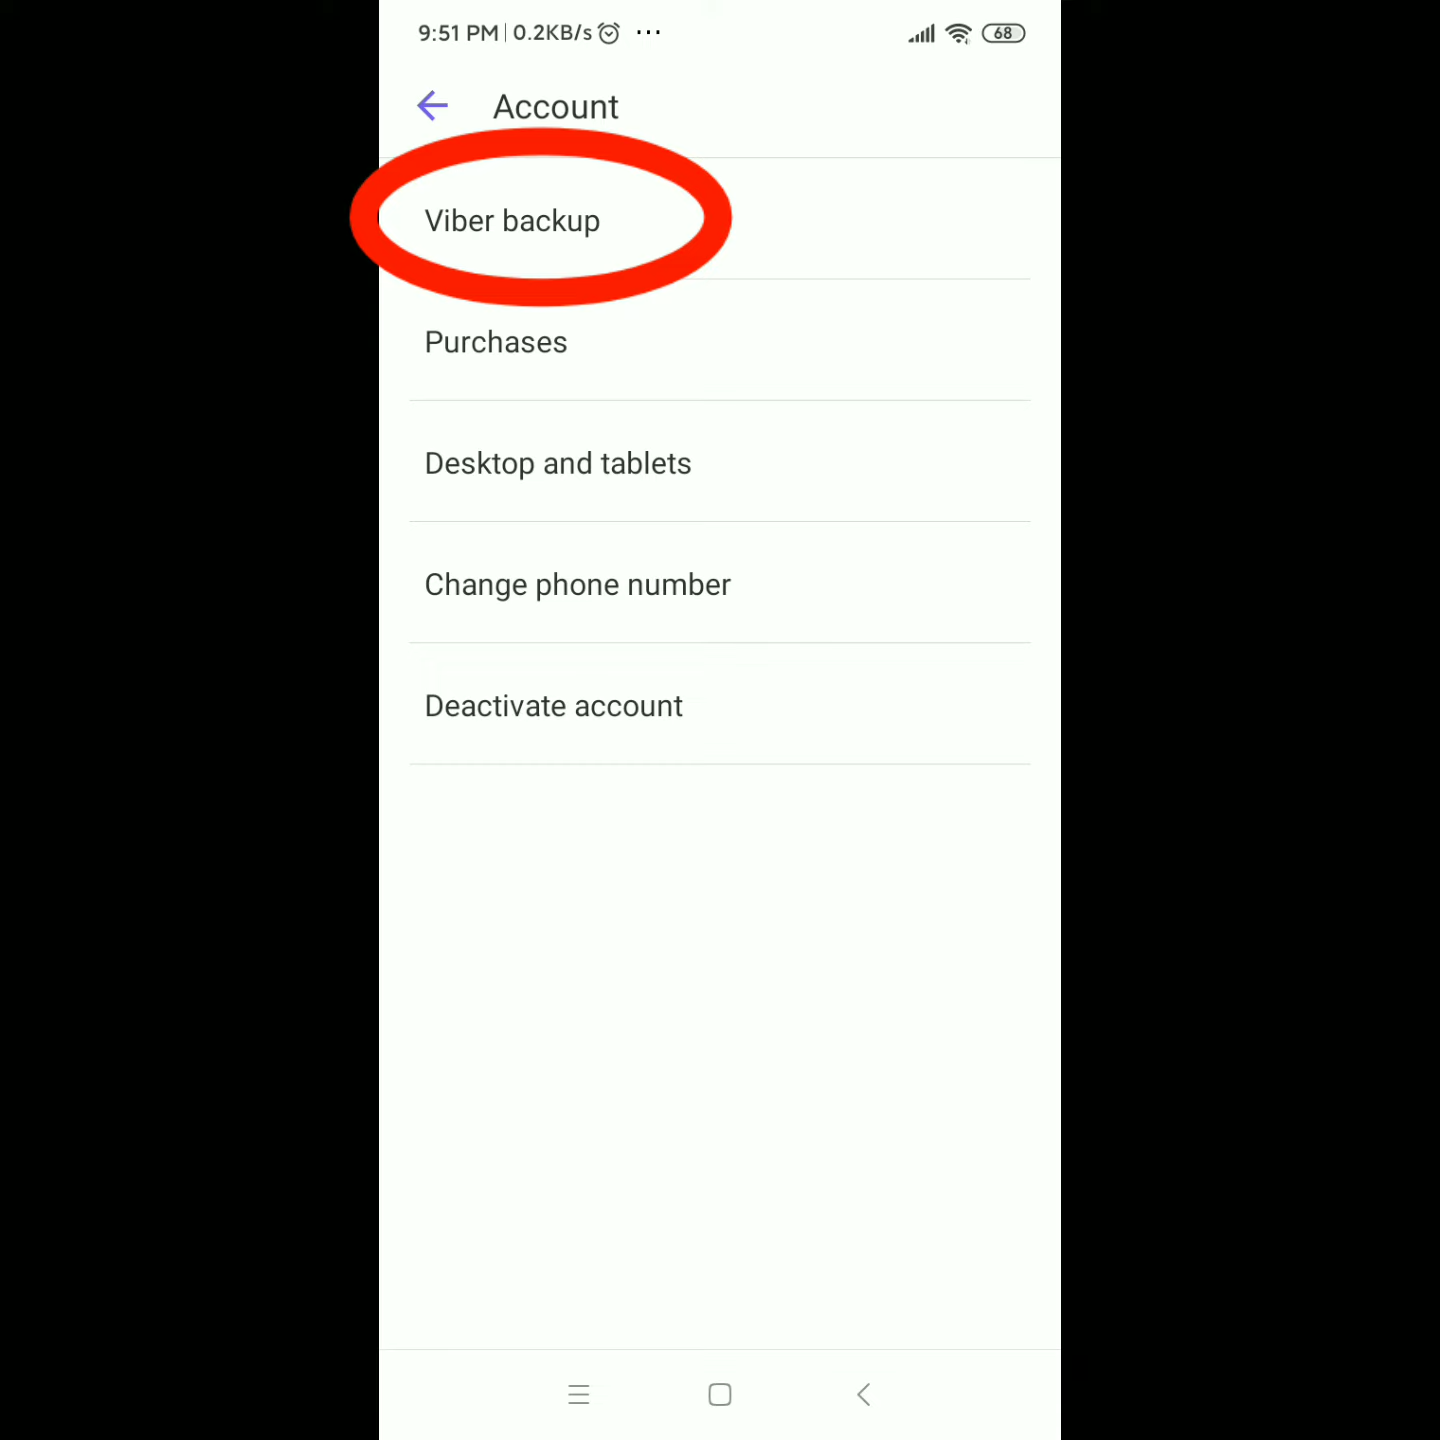 9:51 PM 0.2KB/s ... 68
Account
Viber backup
Purchases
Desktop and tablets
Change phone number
Deactivate account